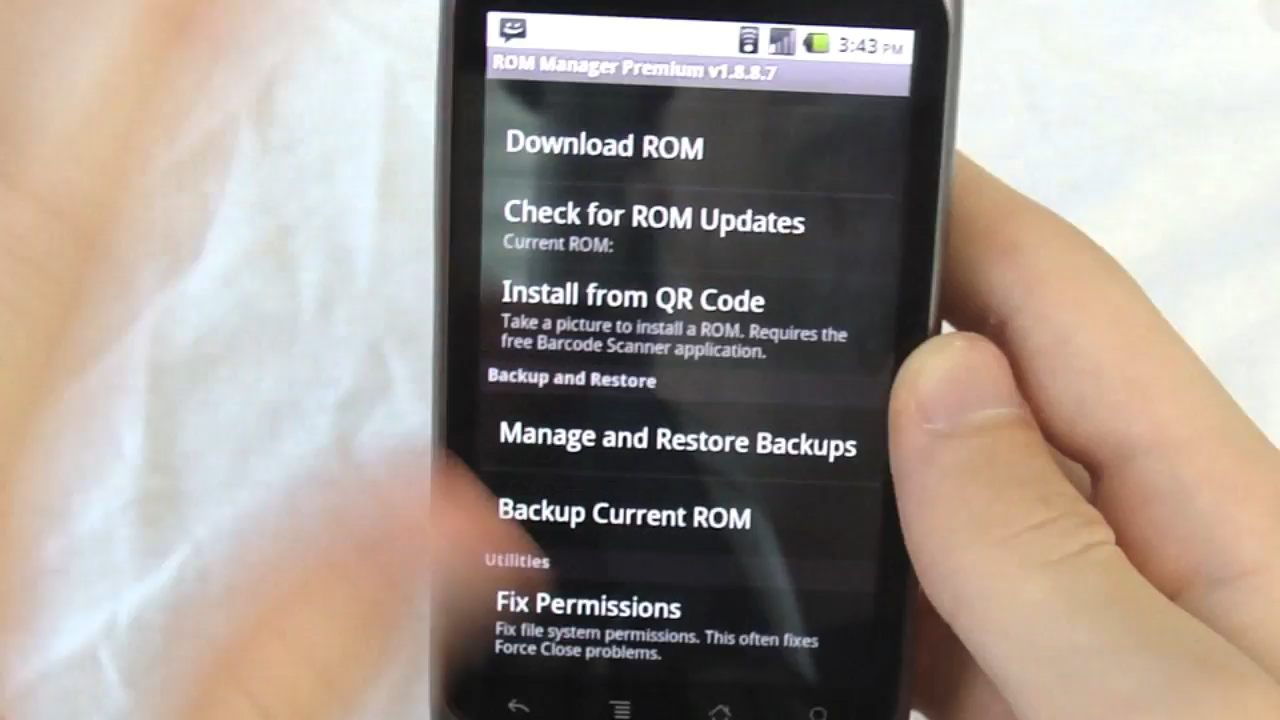 3:43 PM
ROM Manager Premium v1.8.8.7
Download ROM
Check for ROM Updates
Current ROM:
Install from QR Code
Take a picture to install a ROM. Requires the
free Barcode Scanner application.
Backup and Restore
Manage and Restore Backups
Backup Current ROM
Utilities
Fix Permissions
Fix file system permissions. This often fixes
Force Close problems.